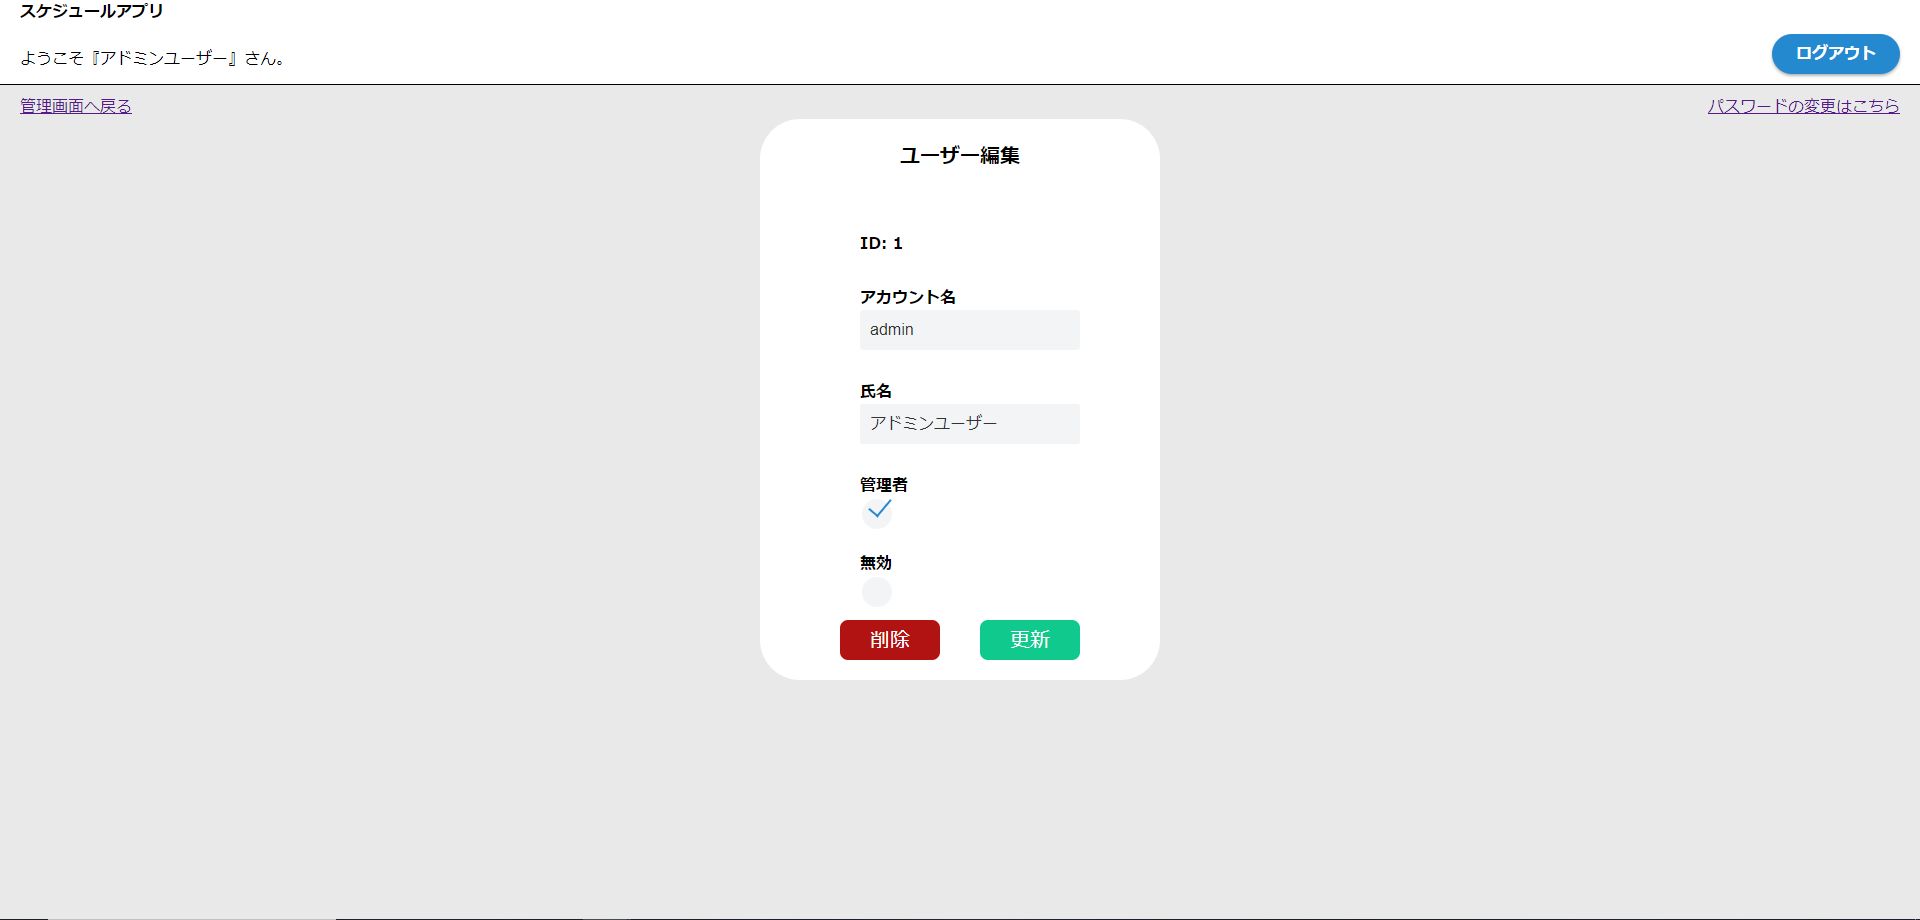 スケジュールアプリ
ようこそ『アドミンユーザー』さん。
ログアウト
管理画面へ戻る
パスワードの変更はこちら
ユーザー編集
ID: 1
アカウント名
admin
氏名
アドミンユーザー
管理者
無効
削除
更新